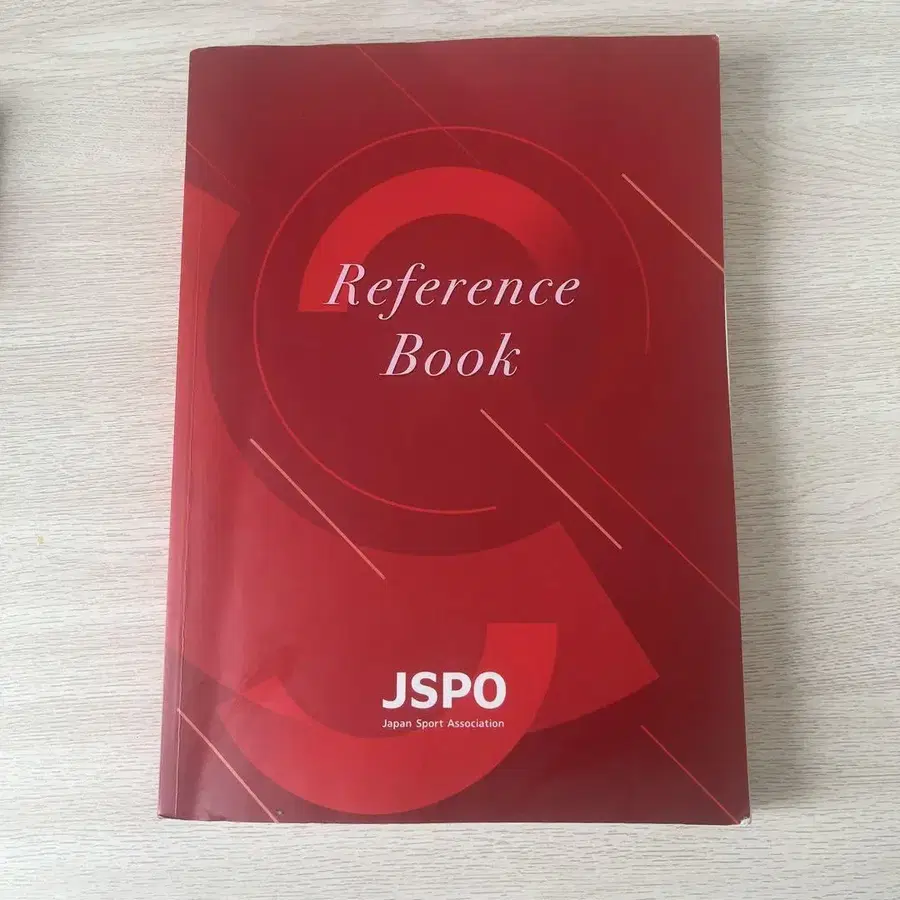 Reference
Book
JSPO
Japan Sport Association